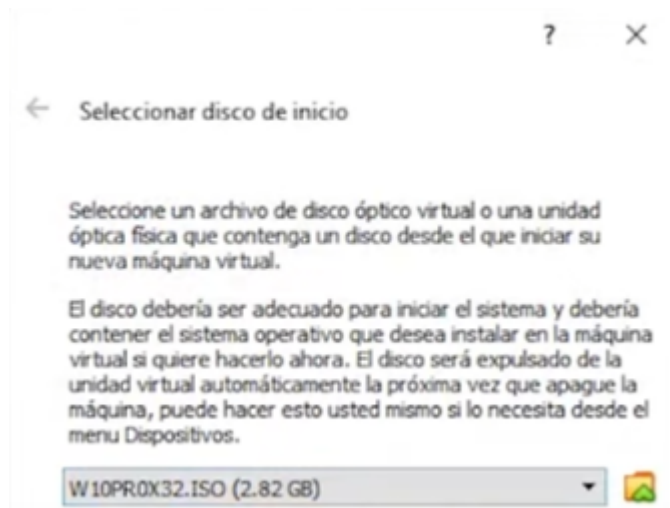 ?
Seleccionar disco de inicio
Seleccione un archivo de disco óptico virtual o una unidad
óptica física que contenga un disco desde el que iniciar su
nueva máquina virtual.
El disco debería ser adecuado para iniciar el sistema y debería
contener el sistema operativo que desea instalar en la máquina
virtual si quiere hacerlo ahora. El disco será expulsado de la
unidad virtual automáticamente la próxima vez que apague la
máquina, puede hacer esto usted mismo si lo necesita desde el
menu Dispositivos.
W10PROX32.ISO (2.82 GB)